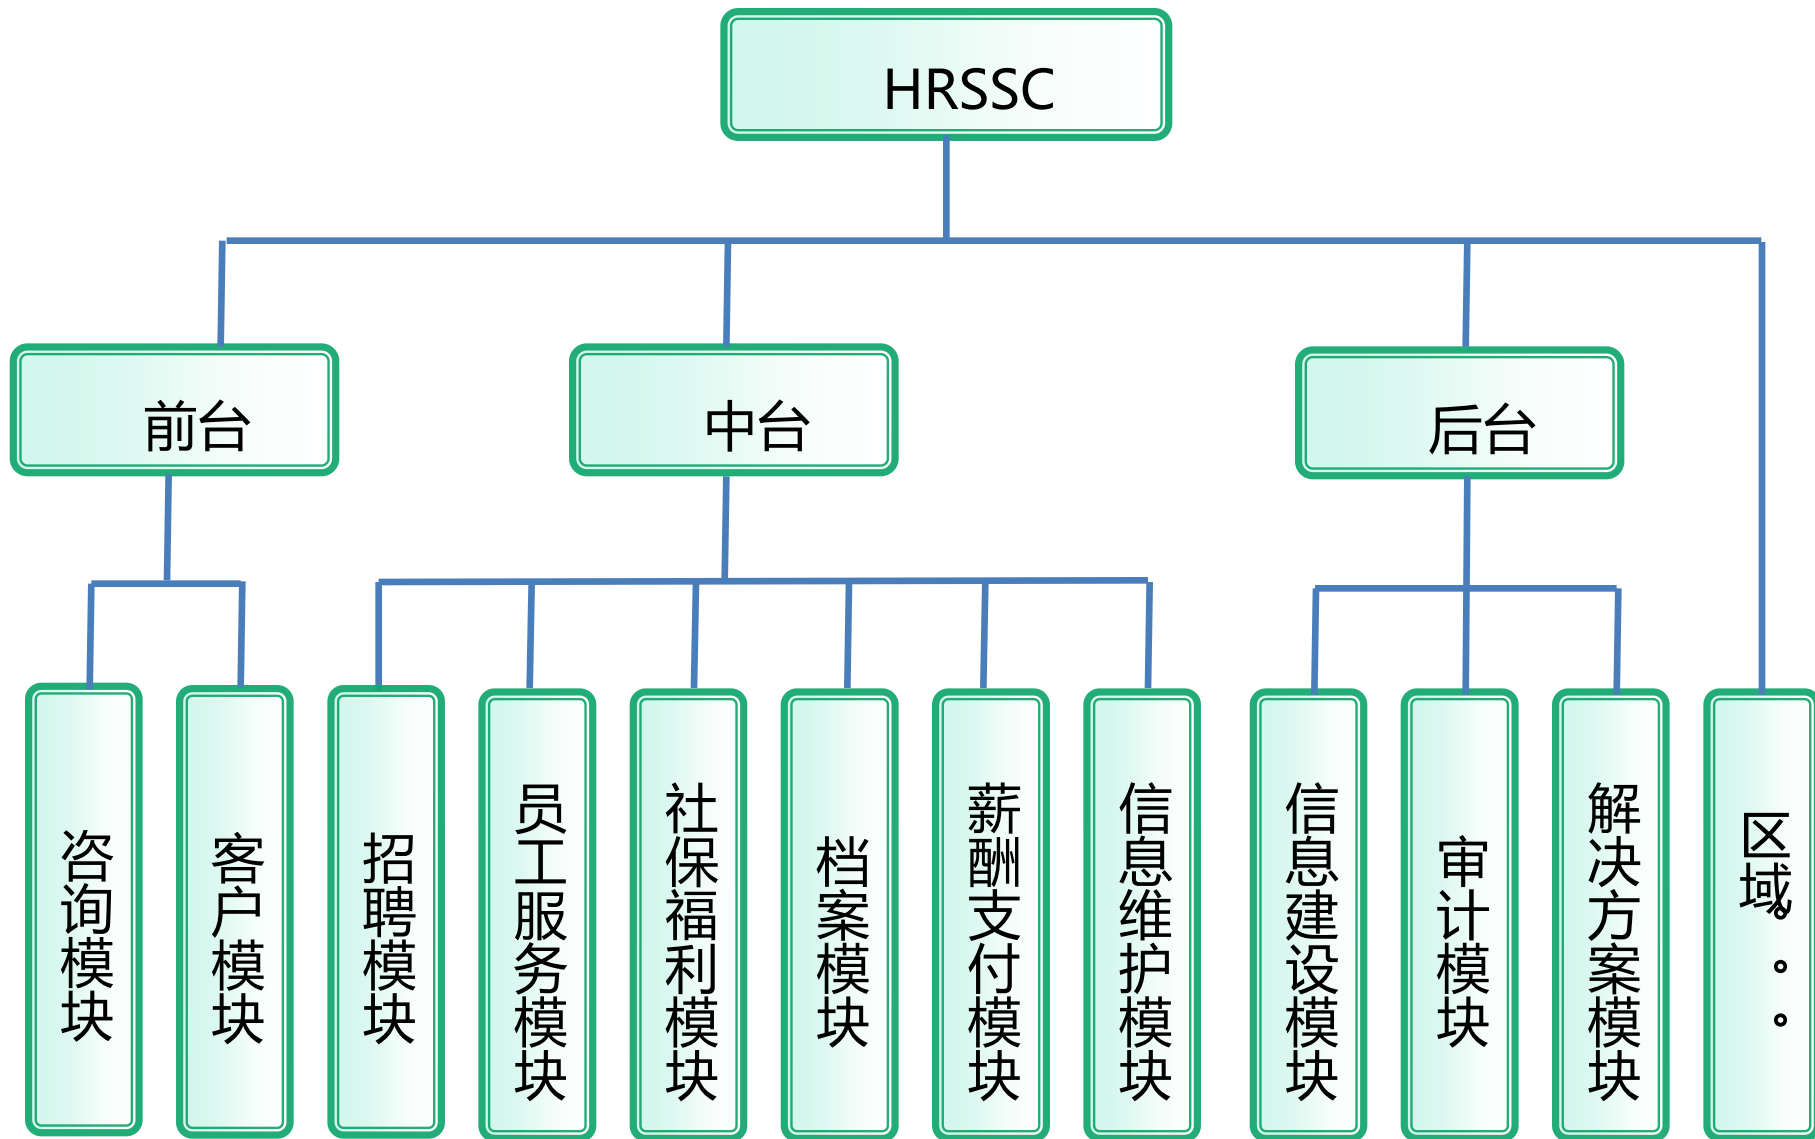 HRSSC
前台
中台
后台
咨询模块
客户模块
招聘模块
员工服务模块
社保福利模块
档案模块
薪酬支付模块
信息维护模块
信息建设模块
审计模块
解决方案模块
区域。。。